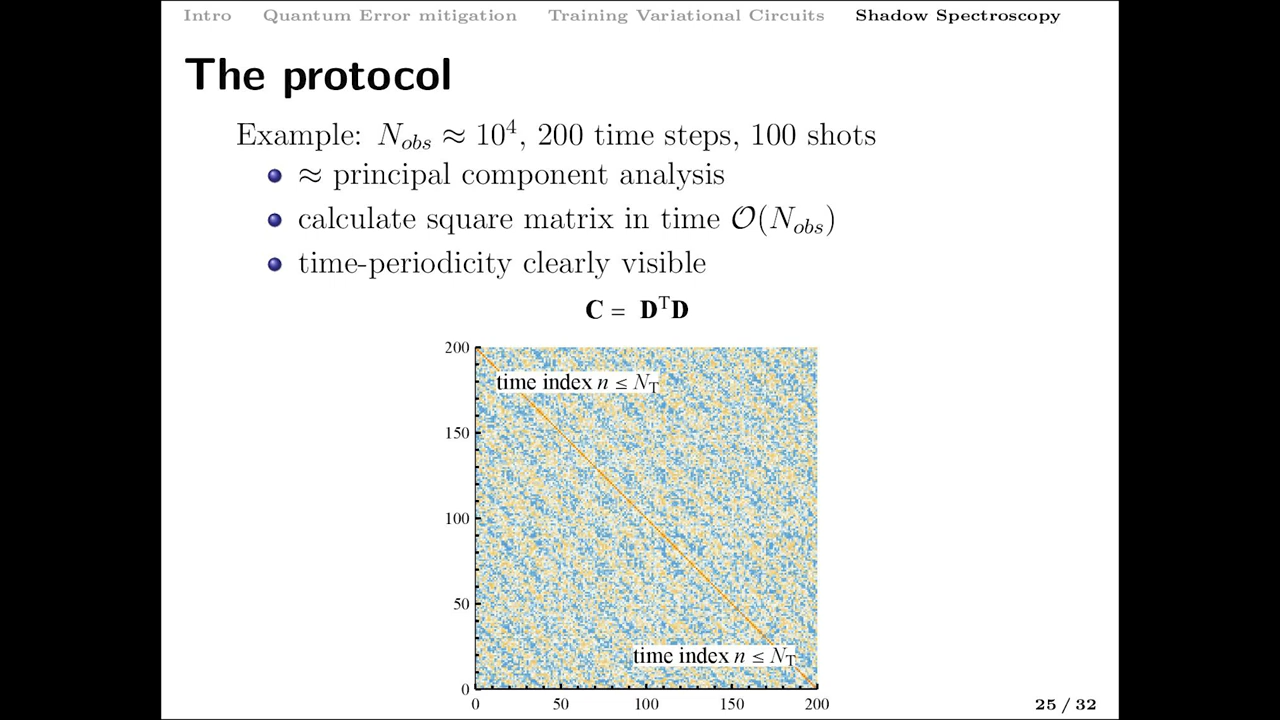 Intro Quantum Error mitigation Training Variational Circuits Shadow Spectroscopy
The protocol
Example: N_obs ≈ 10^4, 200 time steps, 100 shots
≈ principal component analysis
calculate square matrix in time O(N_obs)
time-periodicity clearly visible
C = D^T D
200
time index n ≤ N_T
150
100
50
time index n ≤ N_T
0
0 50 100 150 200
25 / 32